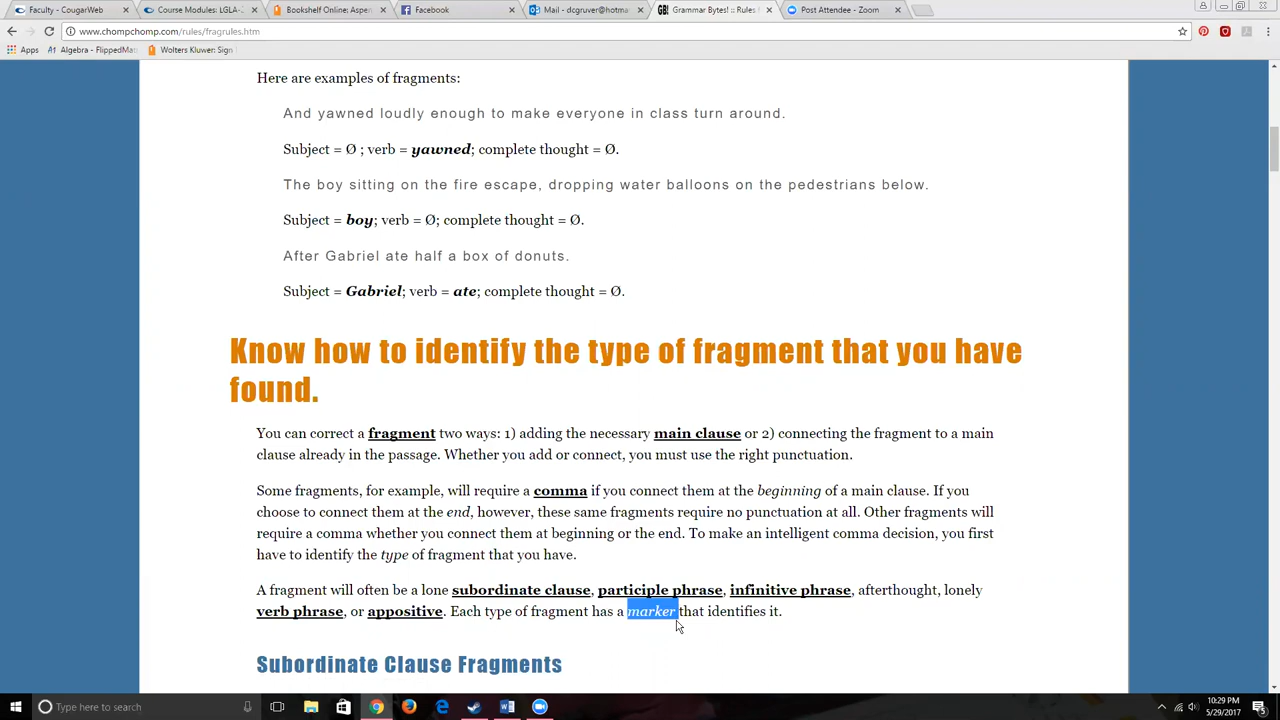 Faculty - CougarWeb
Course Modules: LGLA-
Bookshelf Online: Aspen
Facebook
Mail - dcgruver@hotma
Grammar Bytes! :: Rules
Post Attendee - Zoom
www.chompchomp.com/rules/fragrules.htm
Apps
Algebra - FlippedMat
Wolters Kluwer: Sign
Here are examples of fragments:
And yawned loudly enough to make everyone in class turn around.
Subject = Ø ; verb = yawned; complete thought = Ø.
The boy sitting on the fire escape, dropping water balloons on the pedestrians below.
Subject = boy; verb = Ø; complete thought = Ø.
After Gabriel ate half a box of donuts.
Subject = Gabriel; verb = ate; complete thought = Ø.
Know how to identify the type of fragment that you have
found.
You can correct a fragment two ways: 1) adding the necessary main clause or 2) connecting the fragment to a main
clause already in the passage. Whether you add or connect, you must use the right punctuation.
Some fragments, for example, will require a comma if you connect them at the beginning of a main clause. If you
choose to connect them at the end, however, these same fragments require no punctuation at all. Other fragments will
require a comma whether you connect them at beginning or the end. To make an intelligent comma decision, you first
have to identify the type of fragment that you have.
A fragment will often be a lone subordinate clause, participle phrase, infinitive phrase, afterthought, lonely
verb phrase, or appositive. Each type of fragment has a marker that identifies it.
Subordinate Clause Fragments
Type here to search
10:29 PM
5/29/2017